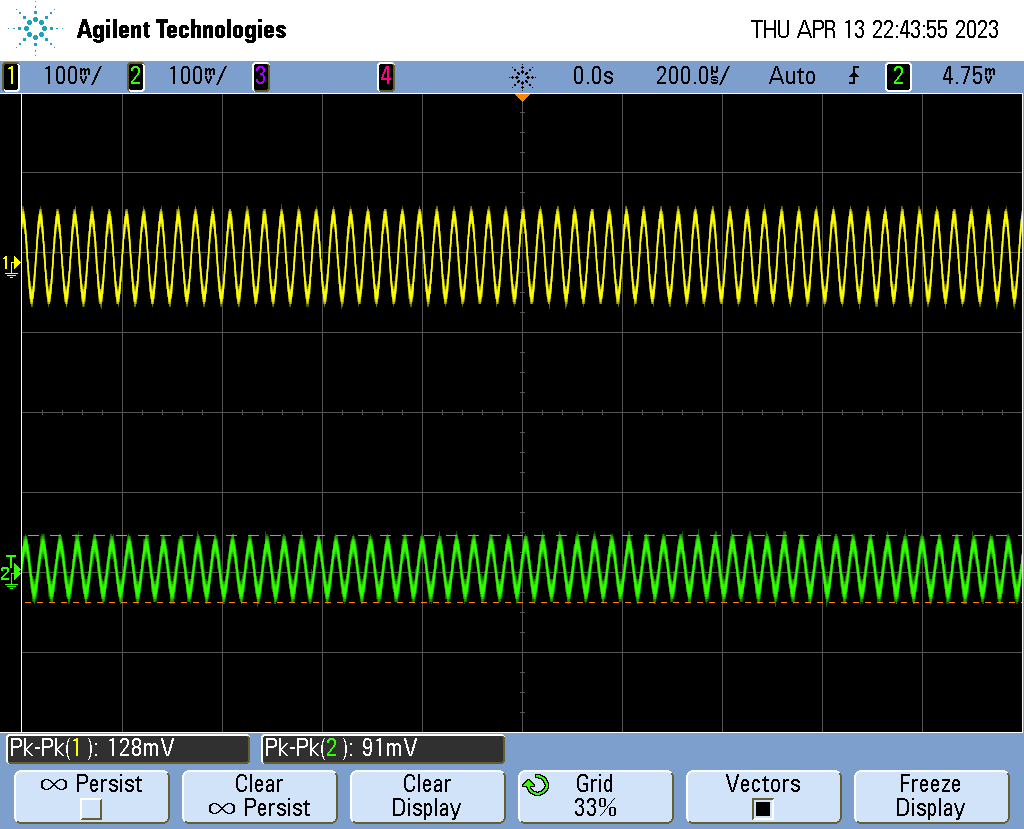 Agilent Technologies THU APR 13 22:43:55 2023
1 100mV/ 2 100mV/ 3 4 0.0s 200.0µs/ Auto 2 4.75mV
1
T
2
Pk-Pk(1): 128mV Pk-Pk(2): 91mV
∞ Persist Clear Clear Grid Vectors Freeze
∞ Persist Display 33% Display